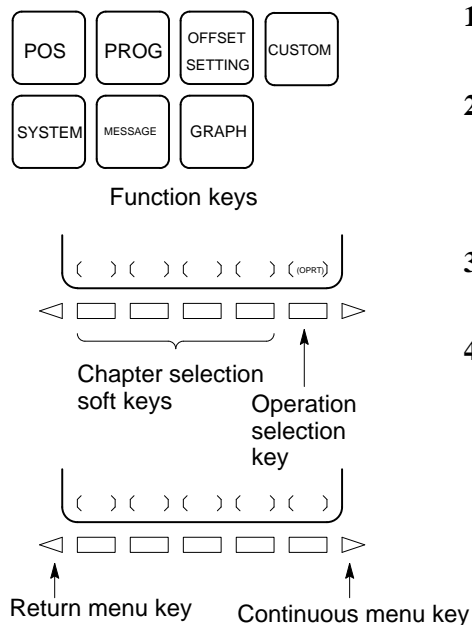 POS PROG OFFSET SETTING CUSTOM
SYSTEM MESSAGE GRAPH
Function keys
( ) ( ) ( ) ( ) ( (OPRT) )
Chapter selection
soft keys
Operation
selection
key
( ) ( ) ( ) ( ) ( )
Return menu key
Continuous menu key
1
2
3
4